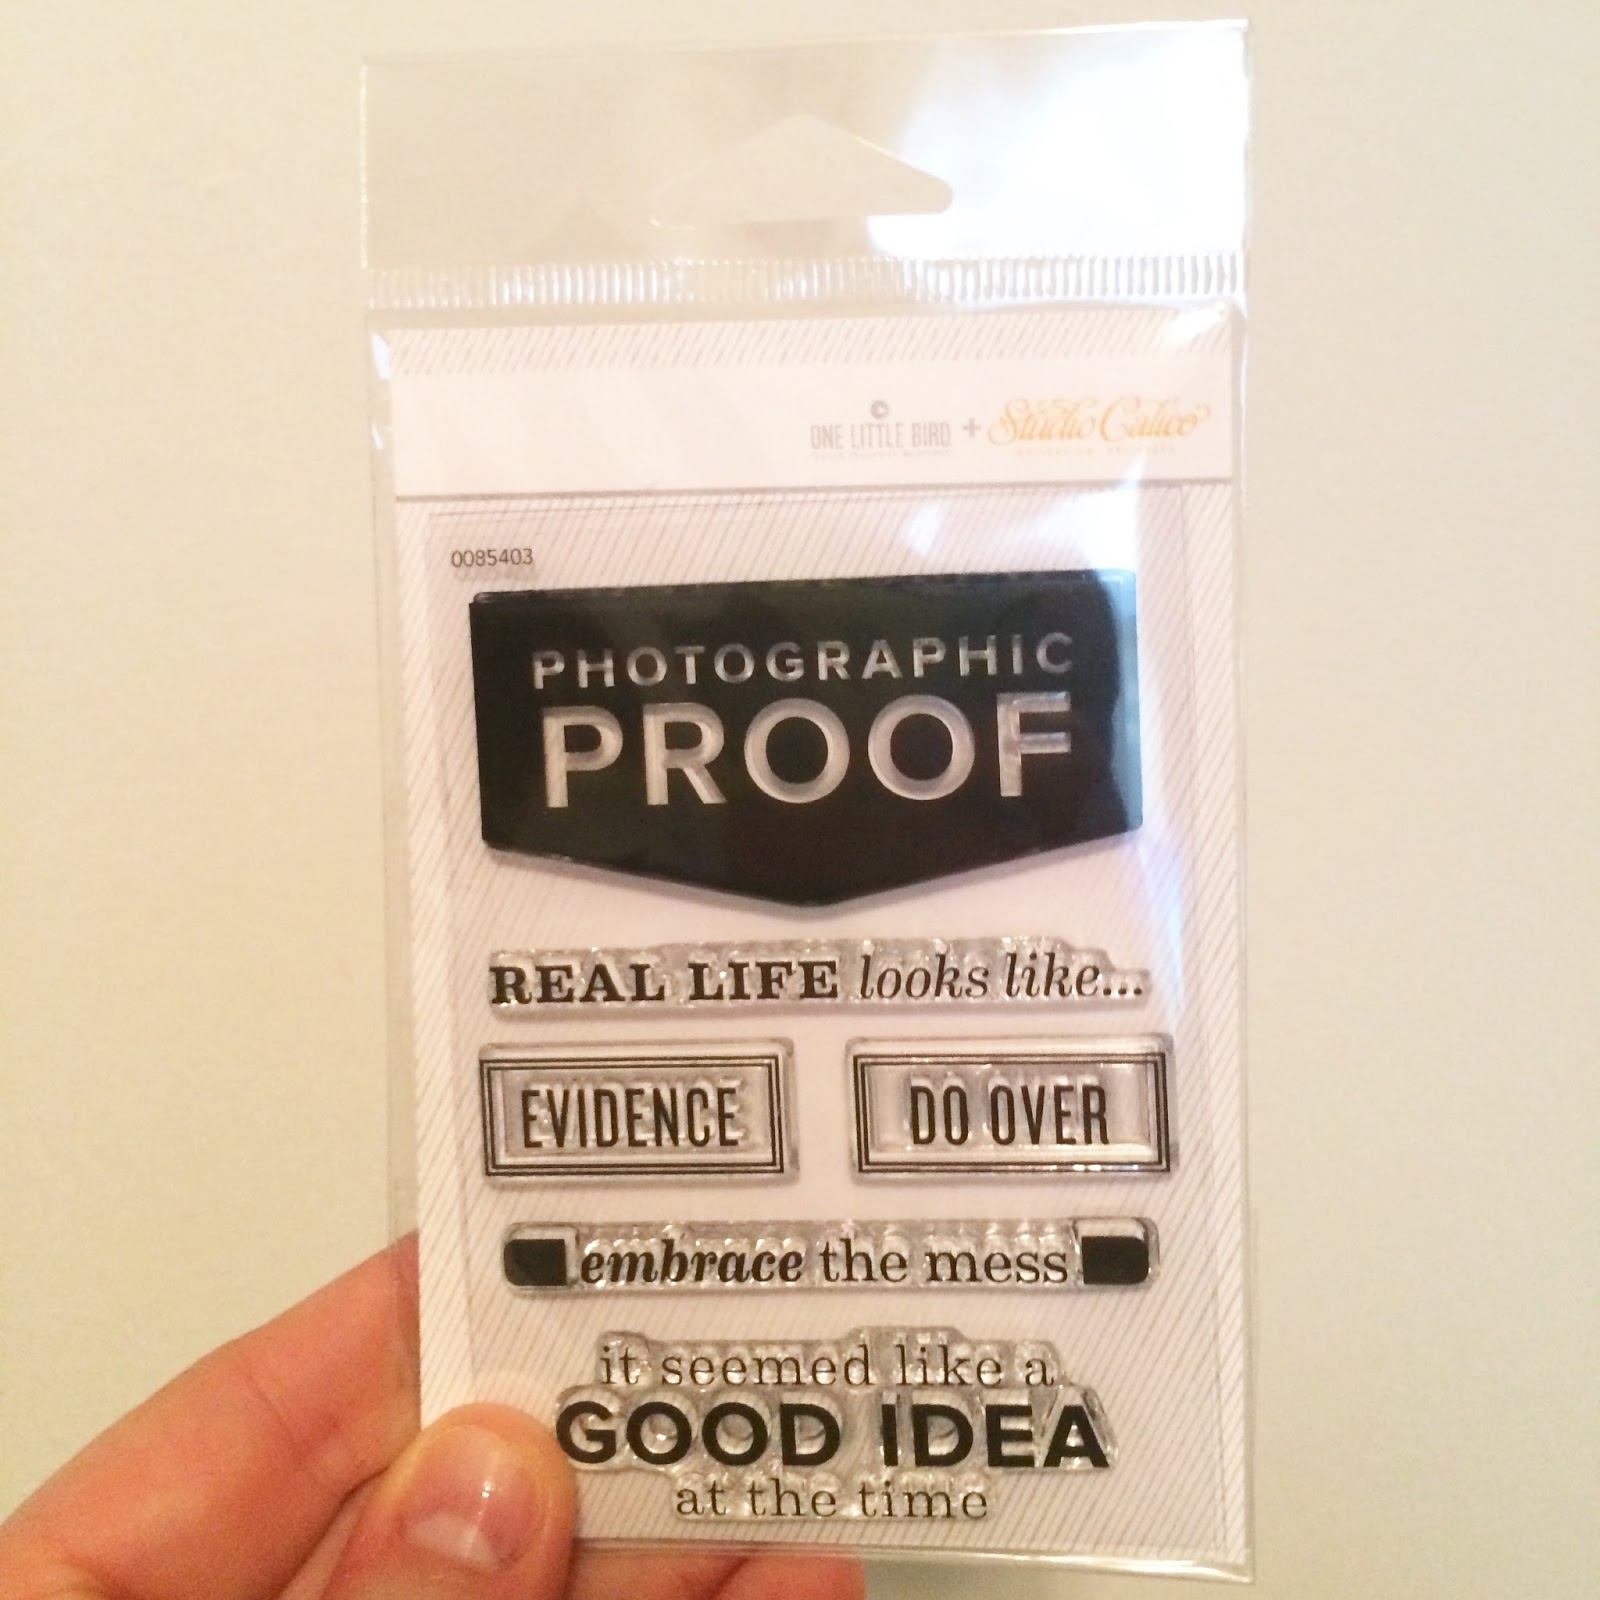 ONE LITTLE BIRD + Studio Calico
0085403
PHOTOGRAPHIC
PROOF
REAL LIFE looks like...
EVIDENCE
DO OVER
embrace the mess
it seemed like a
GOOD IDEA
at the time